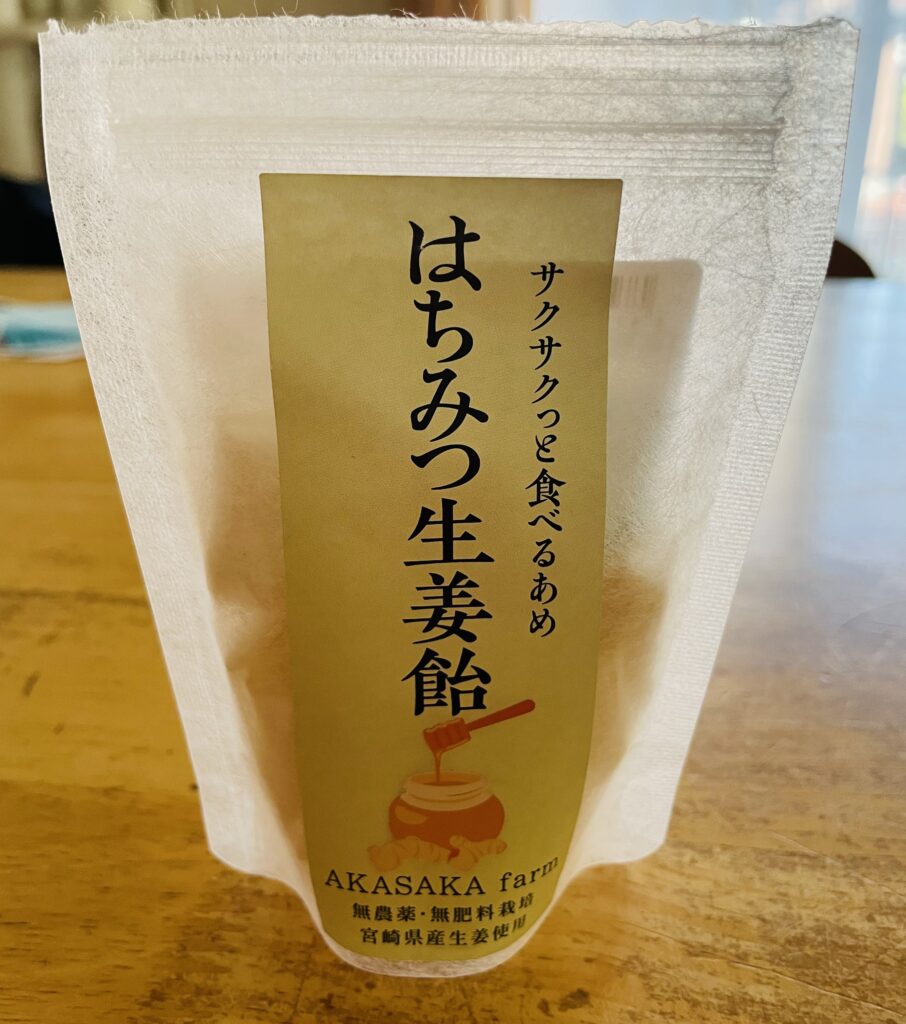 サクサクっと食べるあめ
はちみつ生姜飴
AKASAKA farm
無農薬・無肥料栽培
宮崎県産生姜使用